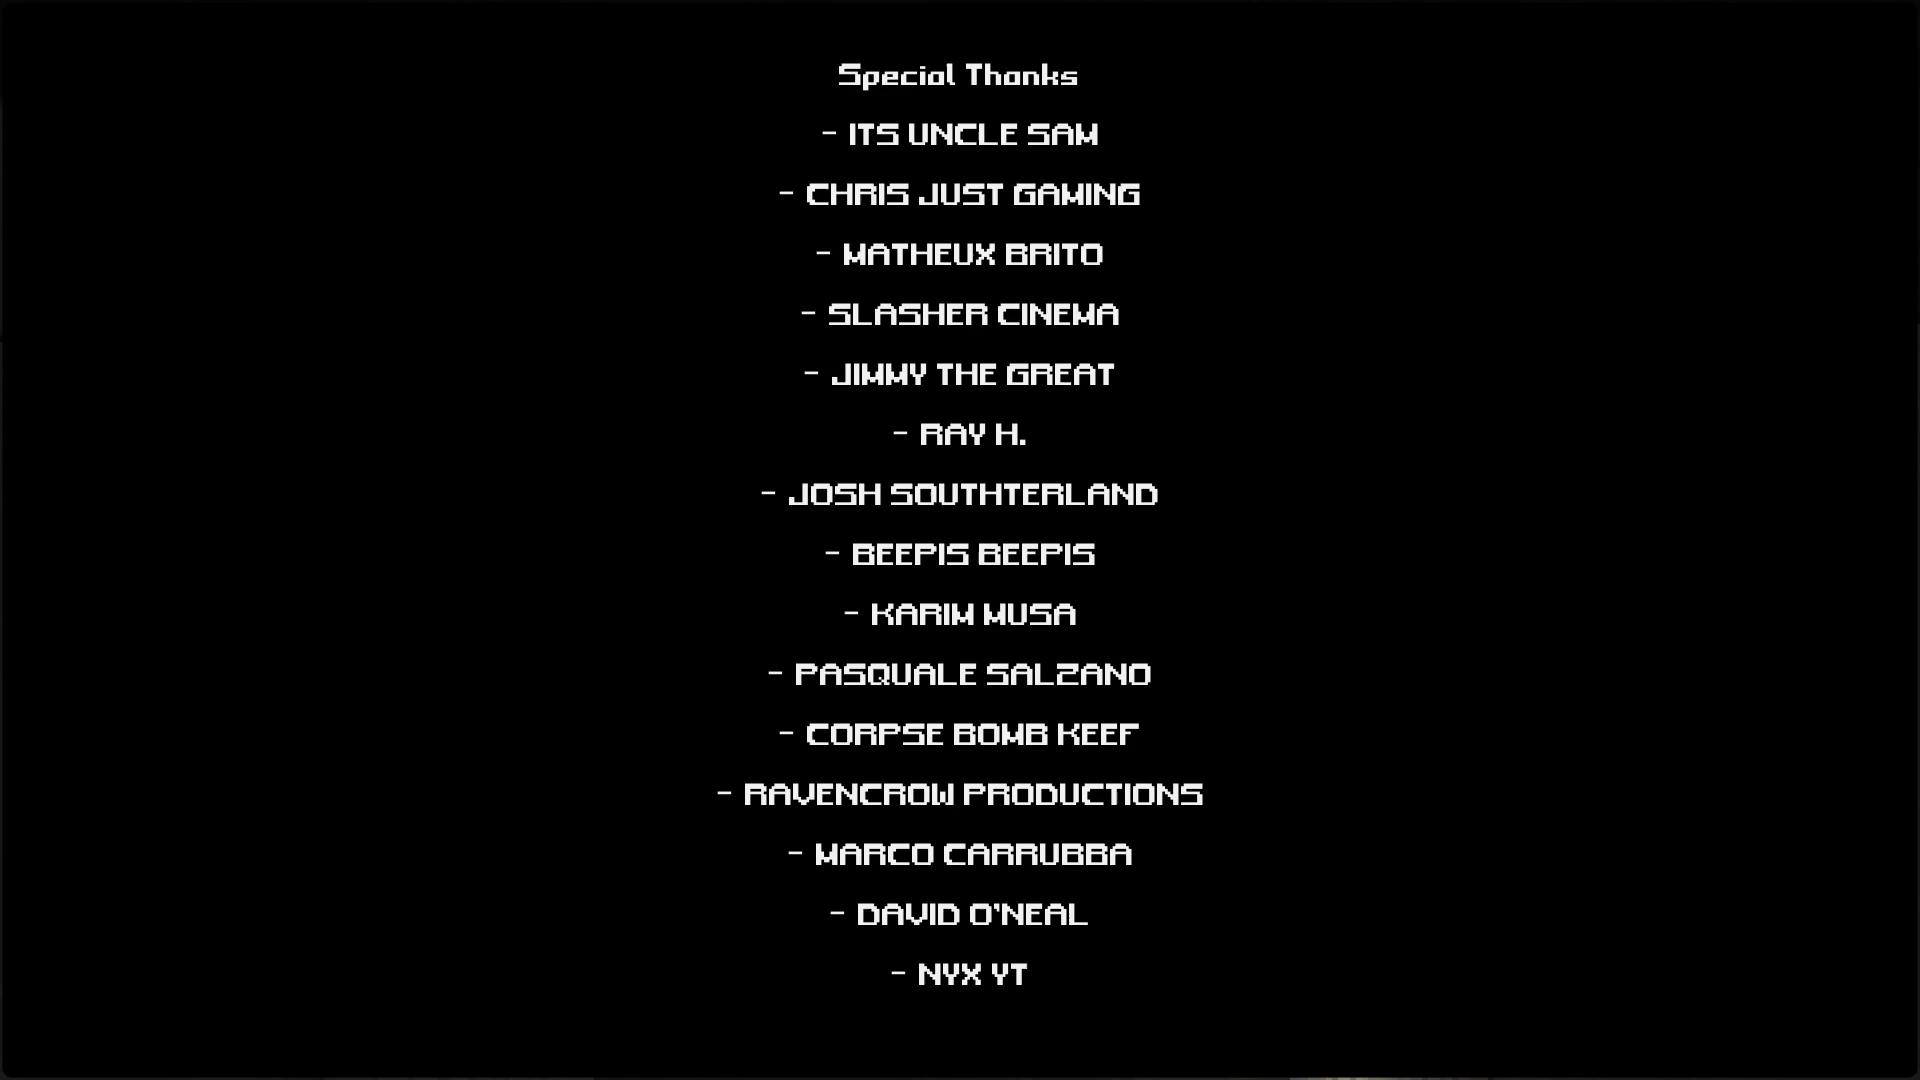 Special Thanks
- ITS UNCLE SAM
- CHRIS JUST GAMING
- MATHEUX BRITO
- SLASHER CINEMA
- JIMMY THE GREAT
- RAY H.
- JOSH SOUTHTERLAND
- BEEPIS BEEPIS
- KARIM MUSA
- PASQUALE SALZANO
- CORPSE BOMB KEEF
- RAVENCROW PRODUCTIONS
- MARCO CARRUBBA
- DAVID O'NEAL
- NYX YT